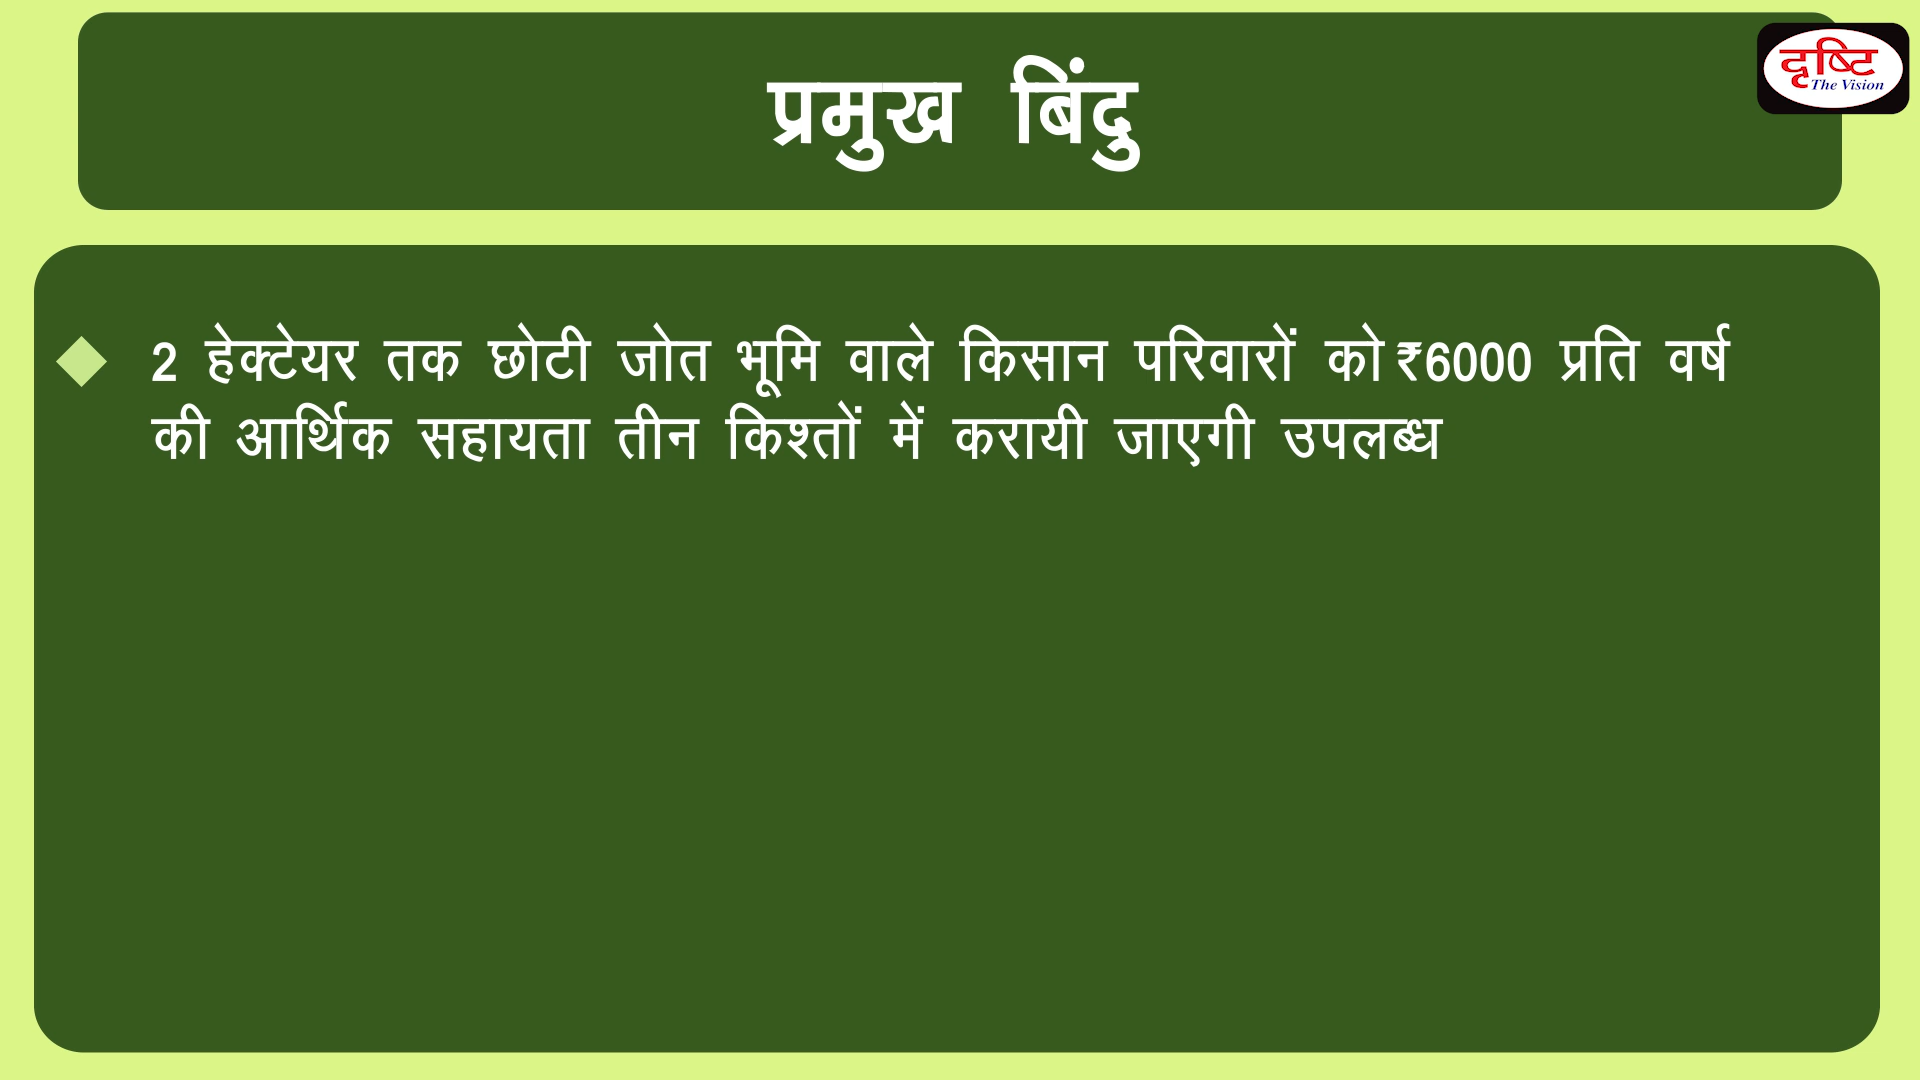 प्रमुख बिंदु
दृष्टि
The Vision
2 हेक्टेयर तक छोटी जोत भूमि वाले किसान परिवारों को ₹6000 प्रति वर्ष
की आर्थिक सहायता तीन किश्तों में करायी जाएगी उपलब्ध